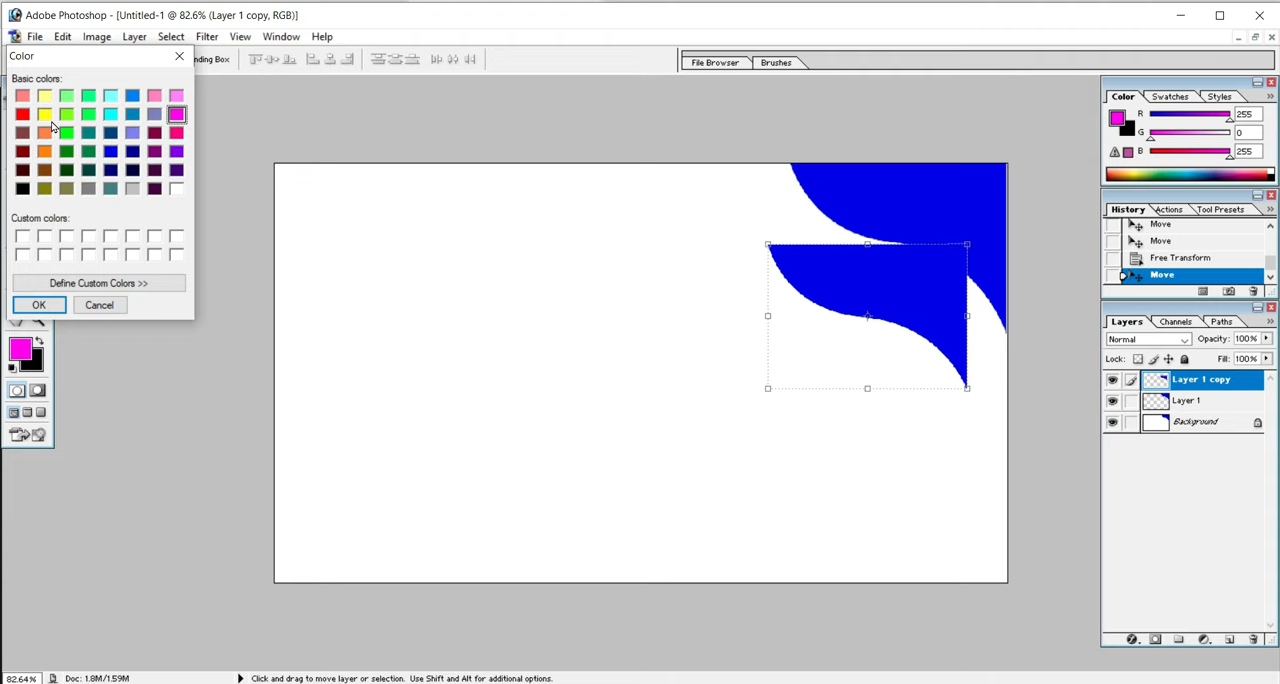 Adobe Photoshop - [Untitled-1 @ 82.6% (Layer 1 copy, RGB)]
File Edit Image Layer Select Filter View Window Help
Color
nding Box
File Browser Brushes
Basic colors:
Custom colors:
Define Custom Colors >>
OK Cancel
Color Swatches Styles
R 255
G 0
B 255
History Actions Tool Presets
Move
Move
Free Transform
Move
Layers Channels Paths
Normal Opacity: 100%
Lock: Fill: 100%
Layer 1 copy
Layer 1
Background
82.64% Doc: 1.8M/1.59M Click and drag to move layer or selection. Use Shift and Alt for additional options.